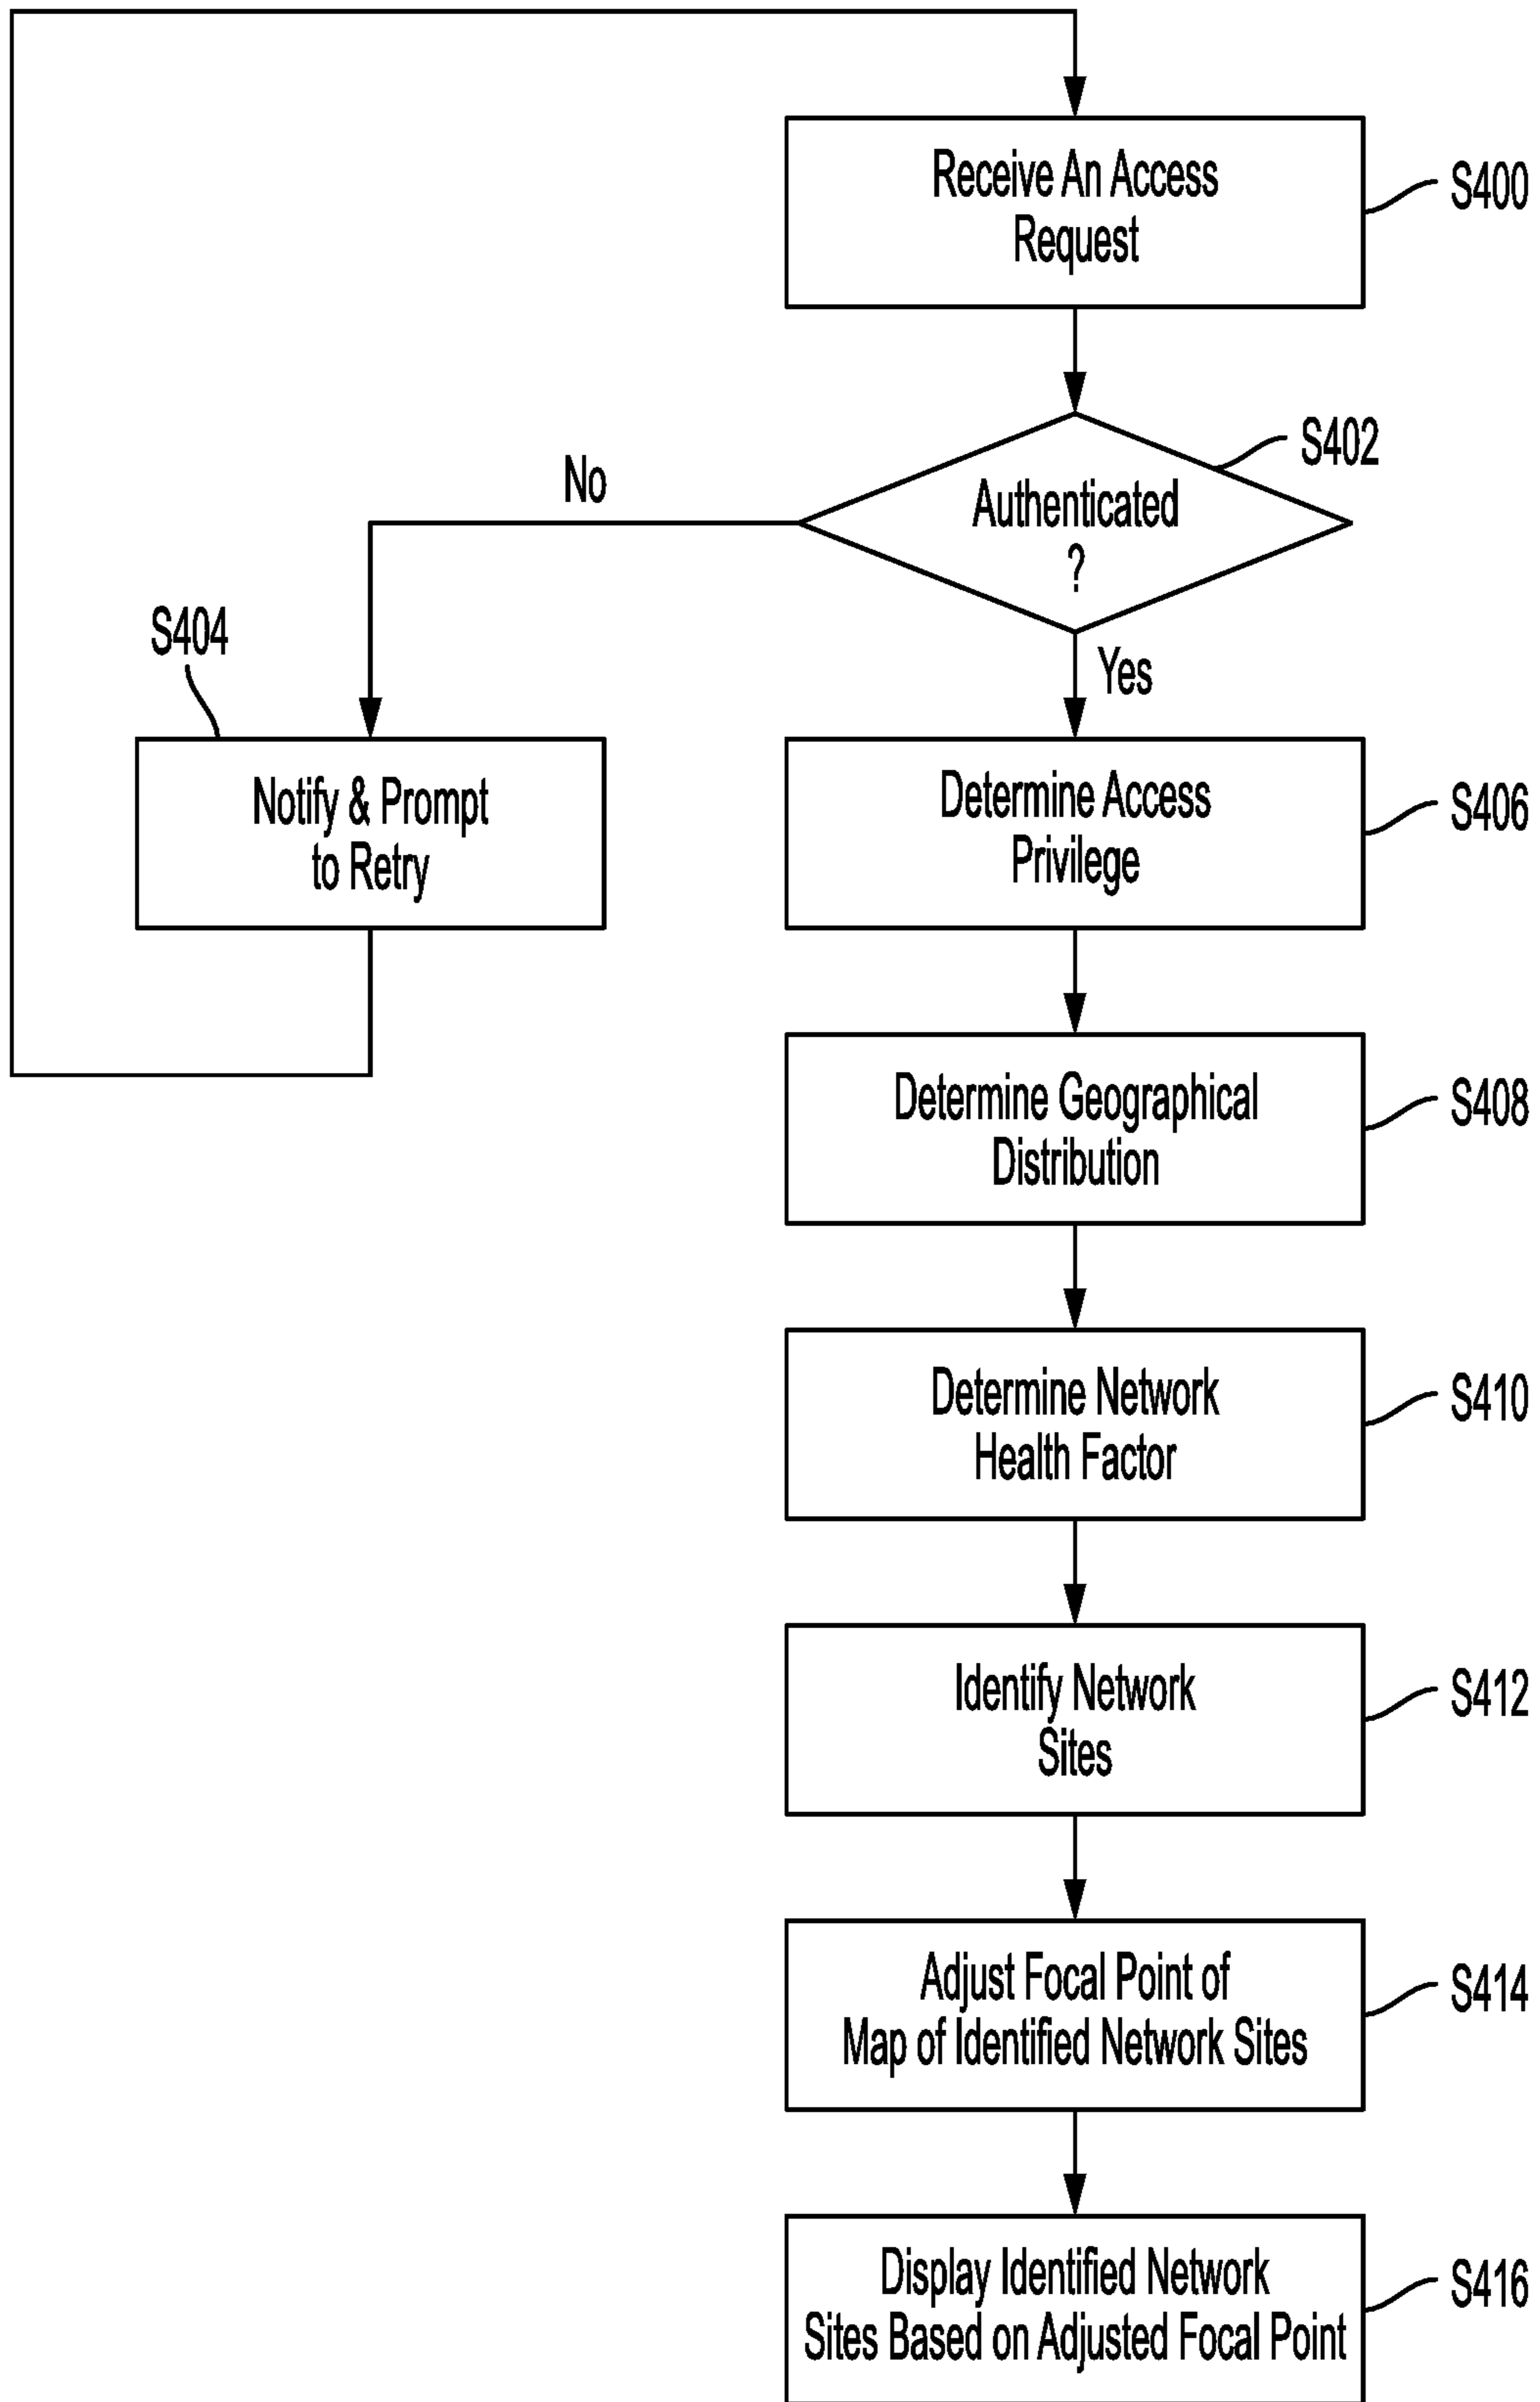 Receive An Access
Request
S400
S402
Authenticated
?
No
Yes
S404
Notify & Prompt
to Retry
Determine Access
Privilege
S406
Determine Geographical
Distribution
S408
Determine Network
Health Factor
S410
Identify Network
Sites
S412
Adjust Focal Point of
Map of Identified Network Sites
S414
Display Identified Network
Sites Based on Adjusted Focal Point
S416